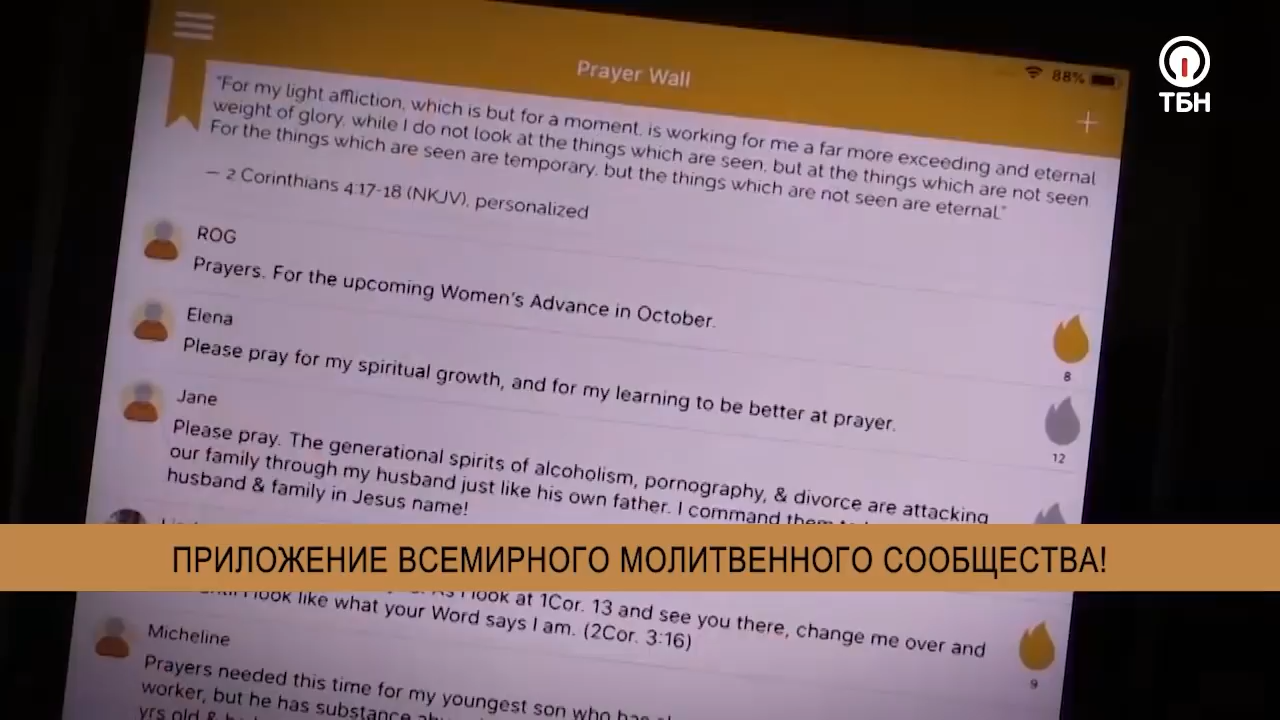 Prayer Wall
88%
ТБН
"For my light affliction, which is but for a moment, is working for me a far more exceeding and eternal
weight of glory, while I do not look at the things which are seen, but at the things which are not seen.
For the things which are seen are temporary, but the things which are not seen are eternal."
– 2 Corinthians 4:17-18 (NKJV), personalized
ROG
Prayers. For the upcoming Women's Advance in October.
8
Elena
Please pray for my spiritual growth, and for my learning to be better at prayer.
12
Jane
Please pray. The generational spirits of alcoholism, pornography, & divorce are attacking
our family through my husband just like his own father. I command them
husband & family in Jesus name!
ПРИЛОЖЕНИЕ ВСЕМИРНОГО МОЛИТВЕННОГО СООБЩЕСТВА!
look at 1Cor. 13 and see you there, change me over and
I look like what your Word says I am. (2Cor. 3:16)
9
Micheline
Prayers needed this time for my youngest son who has
worker, but he has substance
yrs old &